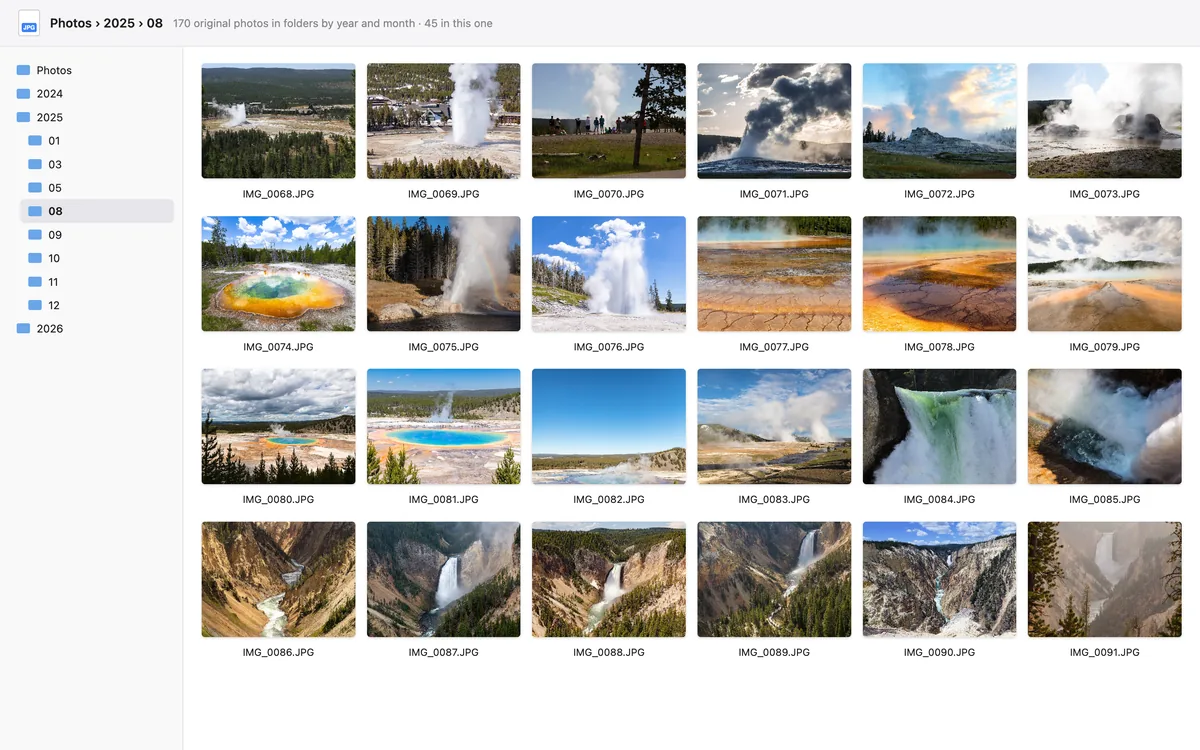 JPG
Photos › 2025 › 08 170 original photos in folders by year and month · 45 in this one
Photos
2024
2025
01
03
05
08
09
10
11
12
2026
IMG_0068.JPG IMG_0069.JPG IMG_0070.JPG IMG_0071.JPG IMG_0072.JPG IMG_0073.JPG
IMG_0074.JPG IMG_0075.JPG IMG_0076.JPG IMG_0077.JPG IMG_0078.JPG IMG_0079.JPG
IMG_0080.JPG IMG_0081.JPG IMG_0082.JPG IMG_0083.JPG IMG_0084.JPG IMG_0085.JPG
IMG_0086.JPG IMG_0087.JPG IMG_0088.JPG IMG_0089.JPG IMG_0090.JPG IMG_0091.JPG